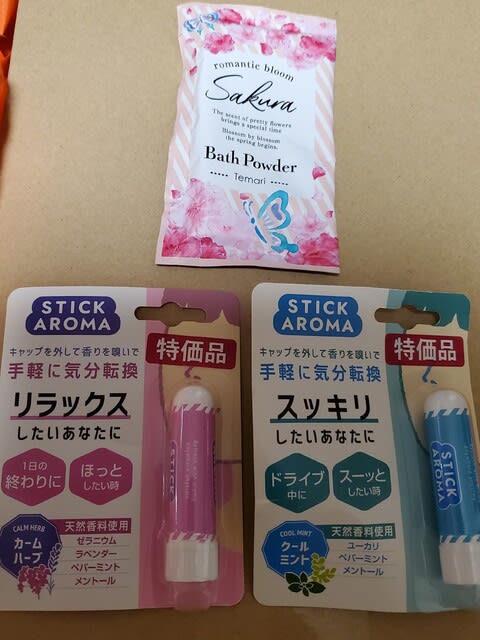 romantic bloom
Sakura
The scent of pretty flowers
brings a special time
Blossom by blossom
the spring begins.
Bath Powder
Temari
STICK
AROMA
キャップを外して香りを嗅いで
手軽に気分転換
特価品
リラックス
したいあなたに
1日の
終わりに
ほっと
したい時
CALM HERB
カーム
ハーブ
天然香料使用
ゼラニウム
ラベンダー
ペパーミント
メントール
STICK
STICK
AROMA
キャップを外して香りを嗅いで
手軽に気分転換
特価品
スッキリ
したいあなたに
ドライブ
中に
スーッと
したい時
COOL MINT
クール
ミント
天然香料使用
ユーカリ
ペパーミント
メントール
STICK
AROMA